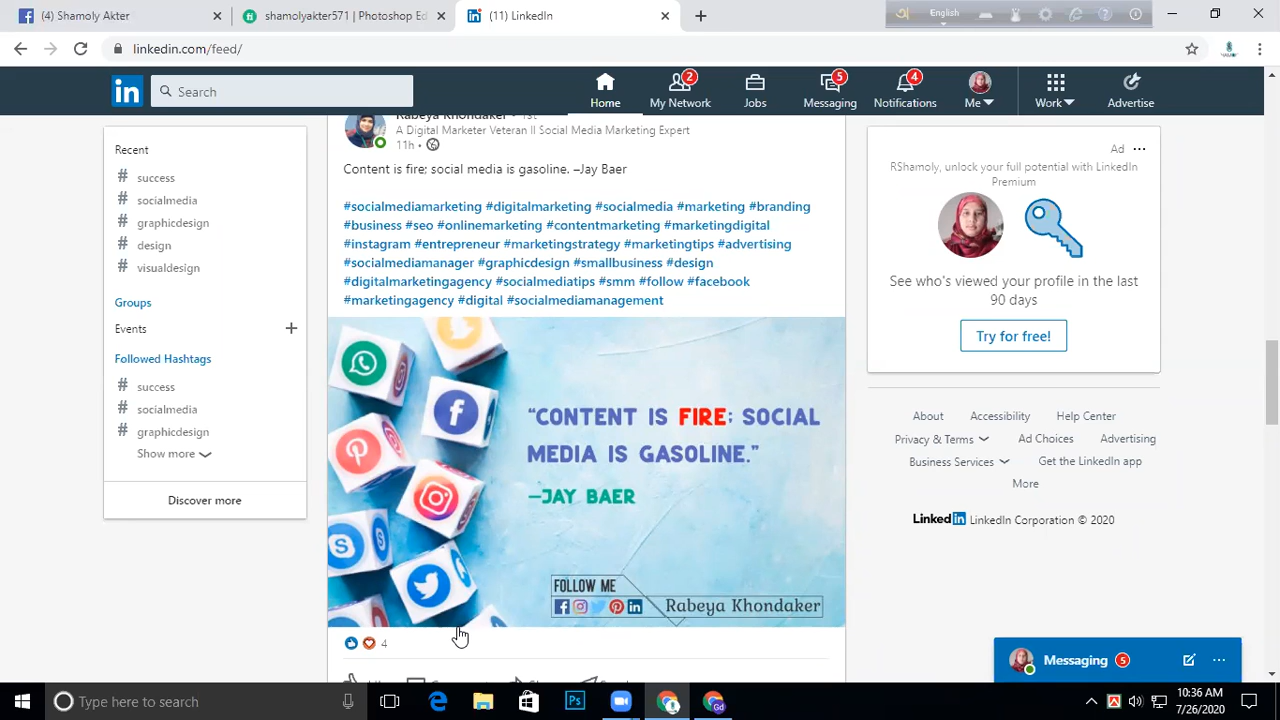 (4) Shamoly Akter
shamolyakter571 | Photoshop Ed
(11) LinkedIn
English
linkedin.com/feed/
Search
Home
My Network
2
Jobs
Messaging
5
Notifications
4
Me
Work
Advertise
Recent
# success
# socialmedia
# graphicdesign
# design
# visualdesign
Groups
Events
Followed Hashtags
# success
# socialmedia
# graphicdesign
Show more
Discover more
Rabeya Khondaker • 1st
A Digital Marketer Veteran II Social Media Marketing Expert
11h •
Content is fire; social media is gasoline. –Jay Baer
#socialmediamarketing #digitalmarketing #socialmedia #marketing #branding
#business #seo #onlinemarketing #contentmarketing #marketingdigital
#instagram #entrepreneur #marketingstrategy #marketingtips #advertising
#socialmediamanager #graphicdesign #smallbusiness #design
#digitalmarketingagency #socialmediatips #smm #follow #facebook
#marketingagency #digital #socialmediamanagement
“CONTENT IS FIRE; SOCIAL
MEDIA IS GASOLINE.”
–JAY BAER
FOLLOW ME
Rabeya Khondaker
4
Ad
RShamoly, unlock your full potential with LinkedIn
Premium
See who's viewed your profile in the last
90 days
Try for free!
About Accessibility Help Center
Privacy & Terms Ad Choices Advertising
Business Services Get the LinkedIn app
More
LinkedIn LinkedIn Corporation © 2020
Messaging 5
Type here to search
10:36 AM
7/26/2020